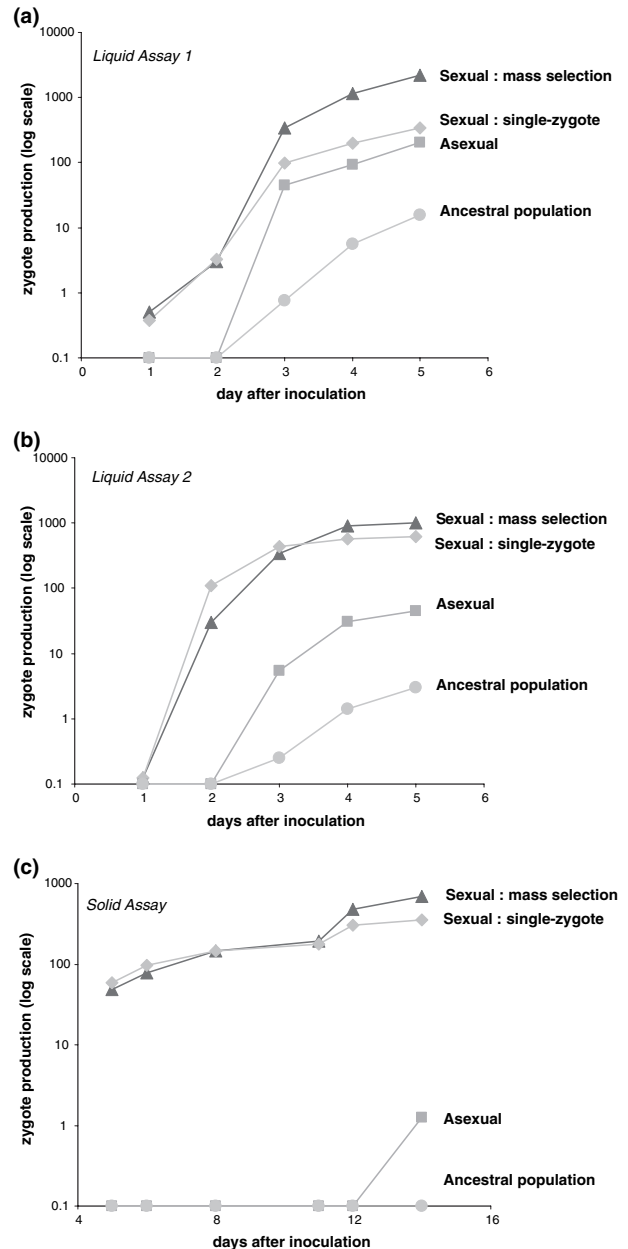 (a)
Liquid Assay 1
zygote production (log scale)
10000
1000
100
10
1
0.1
Sexual : mass selection
Sexual : single-zygote
Asexual
Ancestral population
0 1 2 3 4 5 6
day after inoculation
(b)
Liquid Assay 2
zygote production (log scale)
10000
1000
100
10
1
0.1
Sexual : mass selection
Sexual : single-zygote
Asexual
Ancestral population
0 1 2 3 4 5 6
days after inoculation
(c)
Solid Assay
zygote production (log scale)
1000
100
10
1
0.1
Sexual : mass selection
Sexual : single-zygote
Asexual
Ancestral population
4 8 12 16
days after inoculation